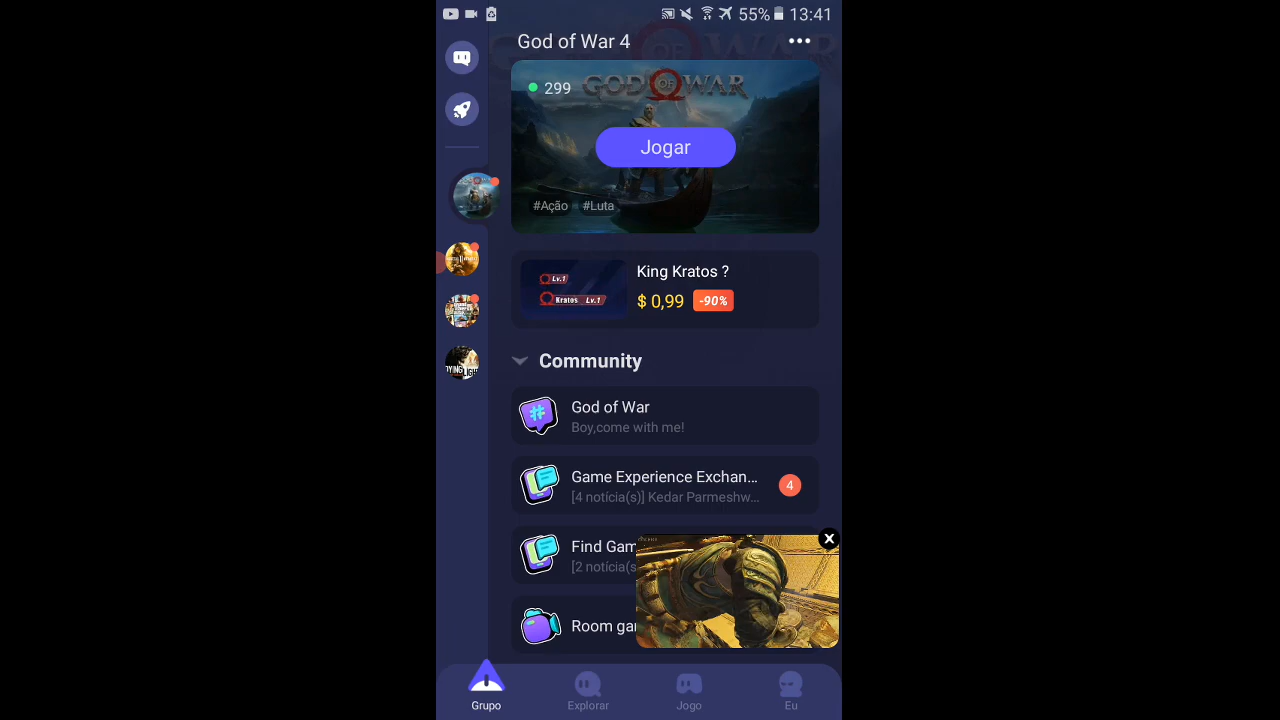 55% 13:41
God of War 4
GOD OF WAR
299
Jogar
#Ação #Luta
Lv.1
Kratos Lv.1
King Kratos ?
$ 0,99 -90%
DYING LIGHT
Community
God of War
Boy,come with me!
Game Experience Exchan...
[4 notícia(s)] Kedar Parmeshw...
4
Find Gam
[2 notícia(s
Room gar
Grupo
Explorar
Jogo
Eu